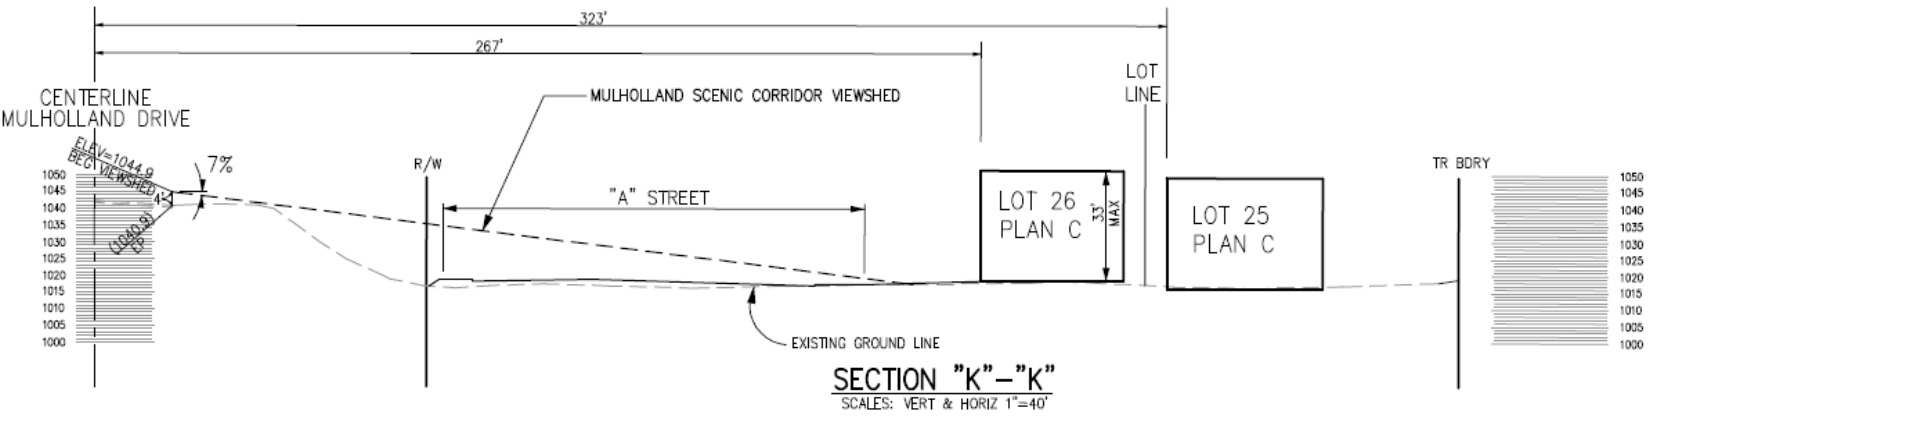 323'
267'
CENTERLINE
MULHOLLAND DRIVE
MULHOLLAND SCENIC CORRIDOR VIEWSHED
LOT
LINE
ELEV=1044.9
BEG VIEWSHED
7%
4'
(1040.9)
EP
R/W
"A" STREET
LOT 26
PLAN C
33'
MAX
LOT 25
PLAN C
TR BDRY
1050
1045
1040
1035
1030
1025
1020
1015
1010
1005
1000
1050
1045
1040
1035
1030
1025
1020
1015
1010
1005
1000
EXISTING GROUND LINE
SECTION "K"–"K"
SCALES: VERT & HORIZ 1"=40'